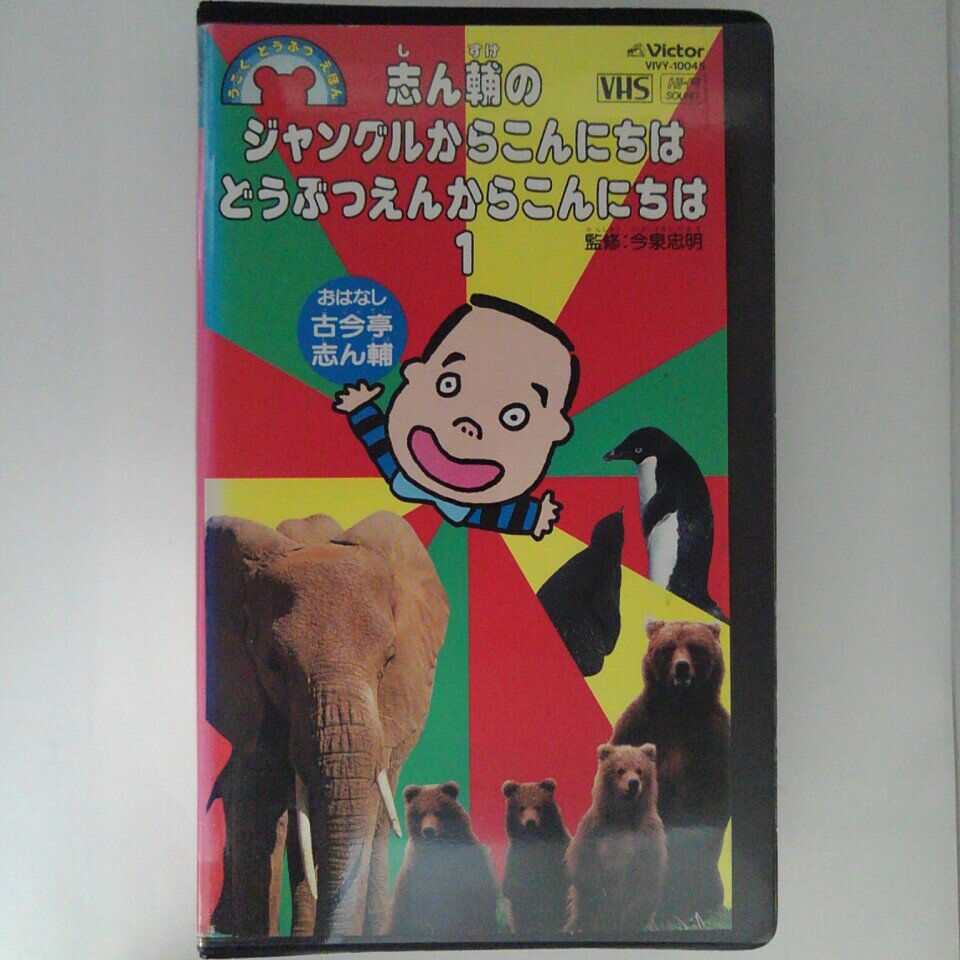 うごくどうぶつえほん
Victor
VIVY-10045
VHS
Hi-Fi
SOUND
し すけ
志ん輔の
ジャングルからこんにちは
どうぶつえんからこんにちは
1
監修:今泉忠明
おはなし
古今亭
志ん輔